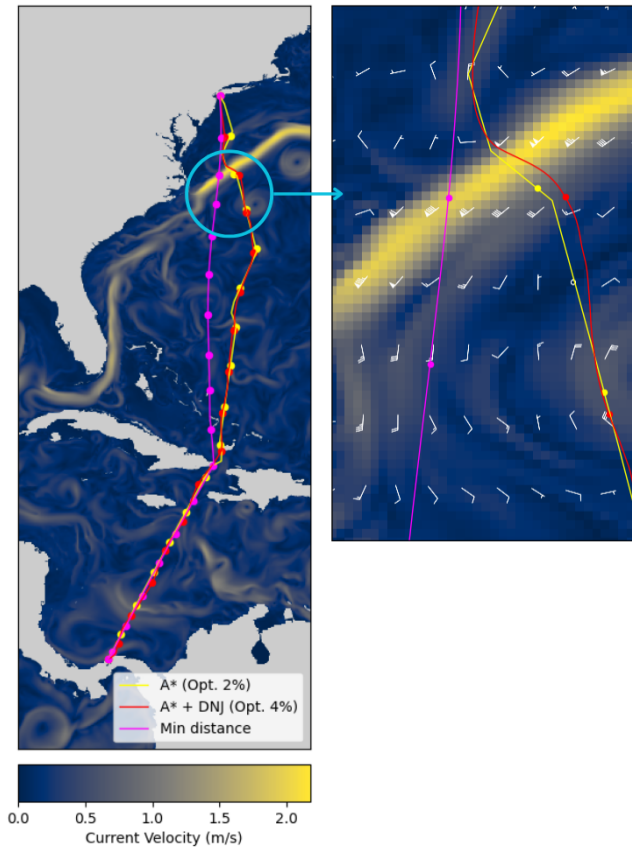 A* (Opt. 2%)
A* + DNJ (Opt. 4%)
Min distance
0.0 0.5 1.0 1.5 2.0
Current Velocity (m/s)